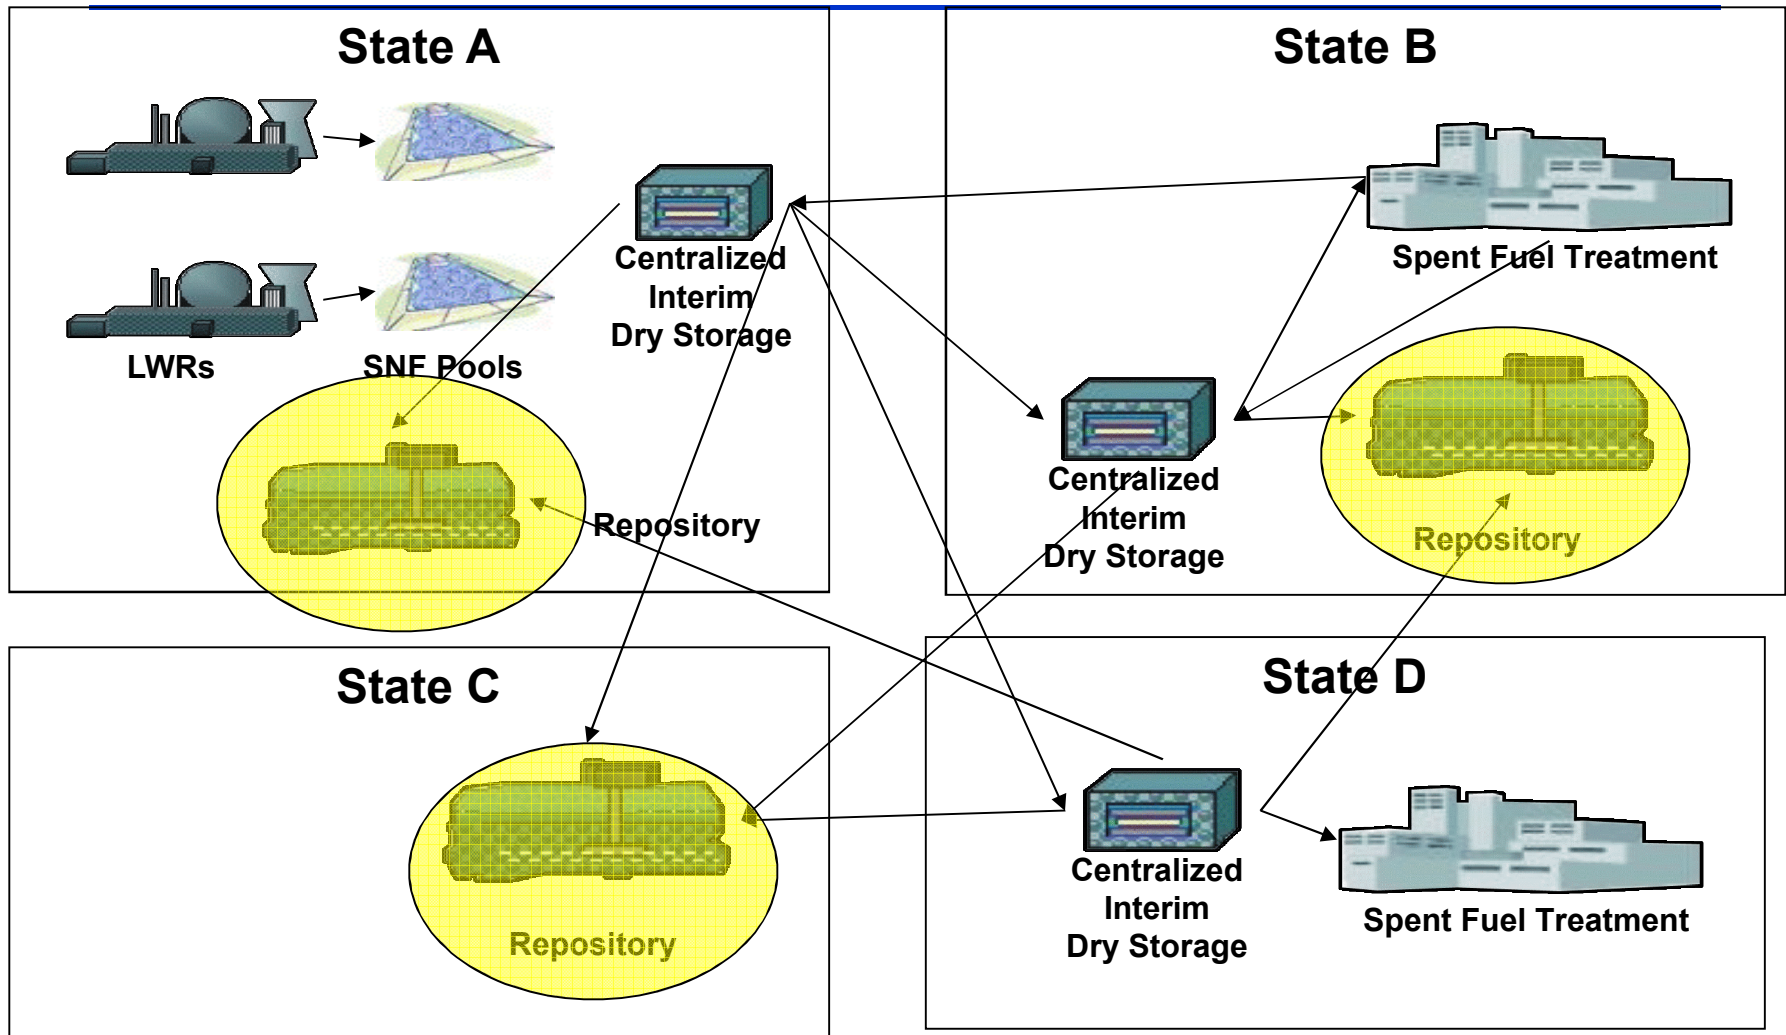 State A
State B
Centralized
Interim
Dry Storage
LWRs
SNF Pools
Repository
Spent Fuel Treatment
Centralized
Interim
Dry Storage
Repository
State C
State D
Repository
Centralized
Interim
Dry Storage
Spent Fuel Treatment